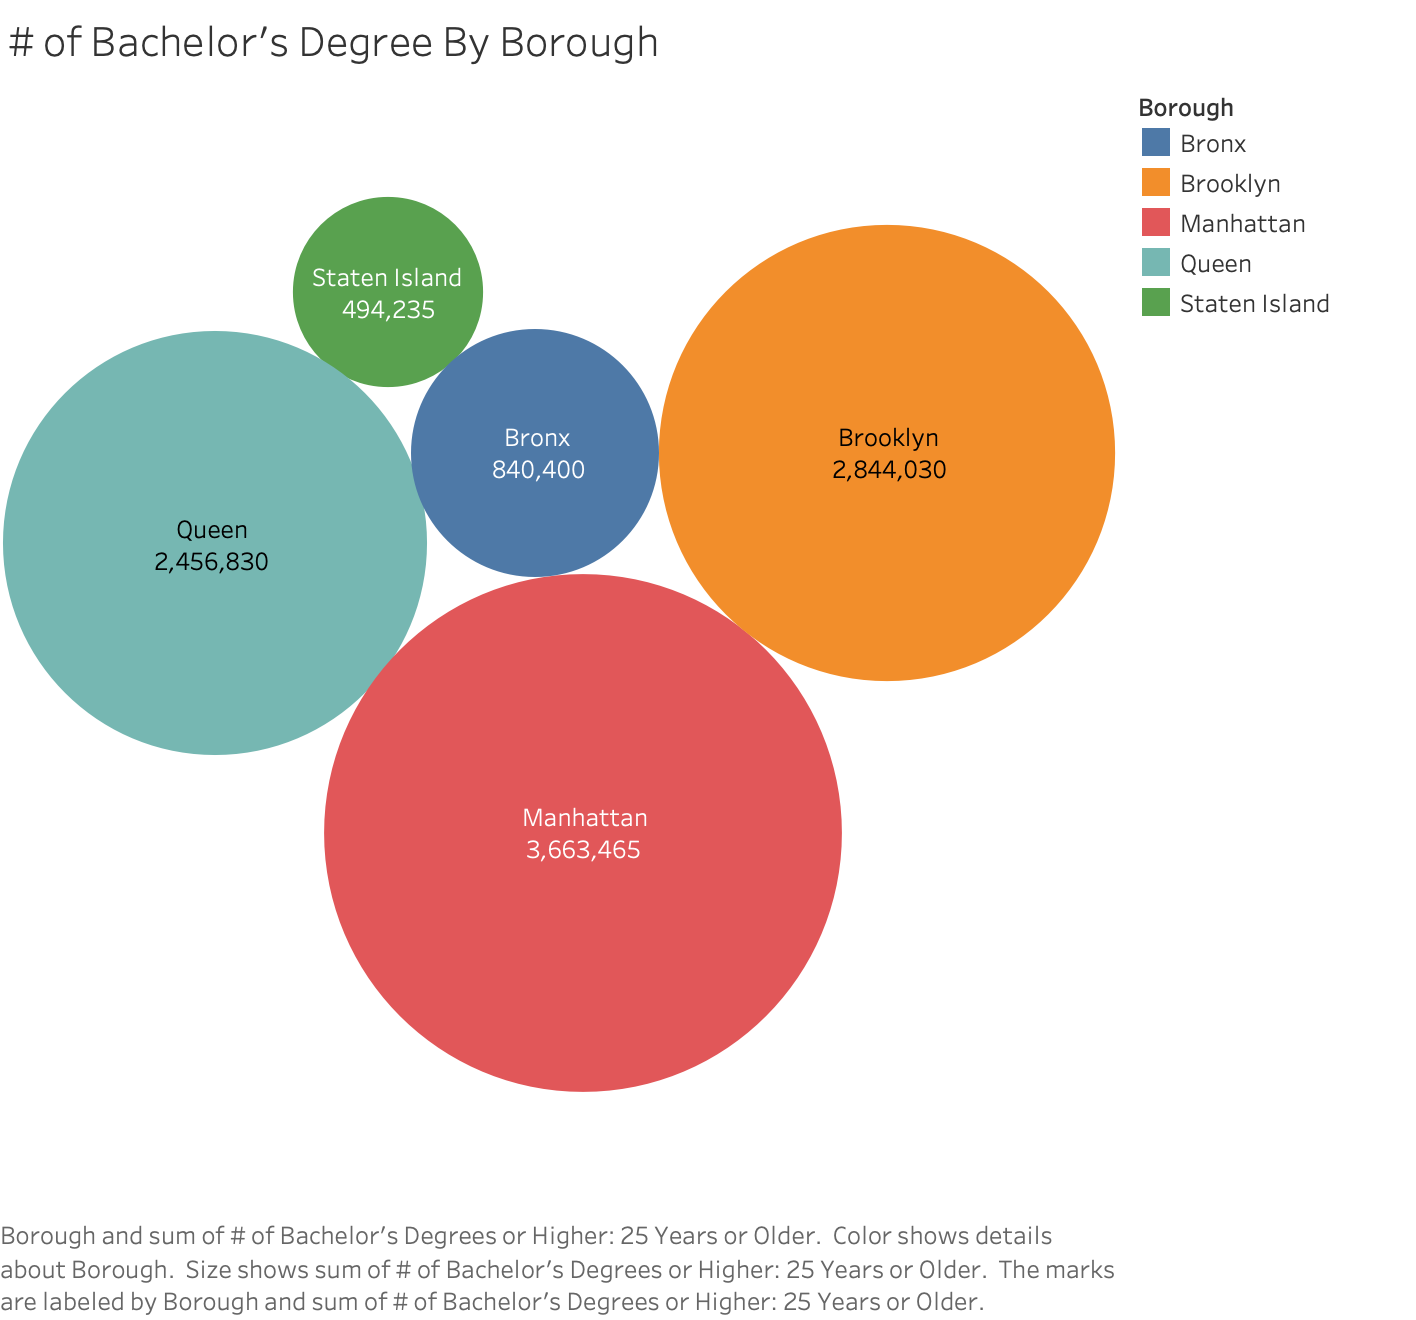 # of Bachelor's Degree By Borough
Borough
Bronx
Brooklyn
Manhattan
Queen
Staten Island
Staten Island
494,235
Bronx
840,400
Brooklyn
2,844,030
Queen
2,456,830
Manhattan
3,663,465
Borough and sum of # of Bachelor's Degrees or Higher: 25 Years or Older.  Color shows details
about Borough.  Size shows sum of # of Bachelor's Degrees or Higher: 25 Years or Older.  The marks
are labeled by Borough and sum of # of Bachelor's Degrees or Higher: 25 Years or Older.